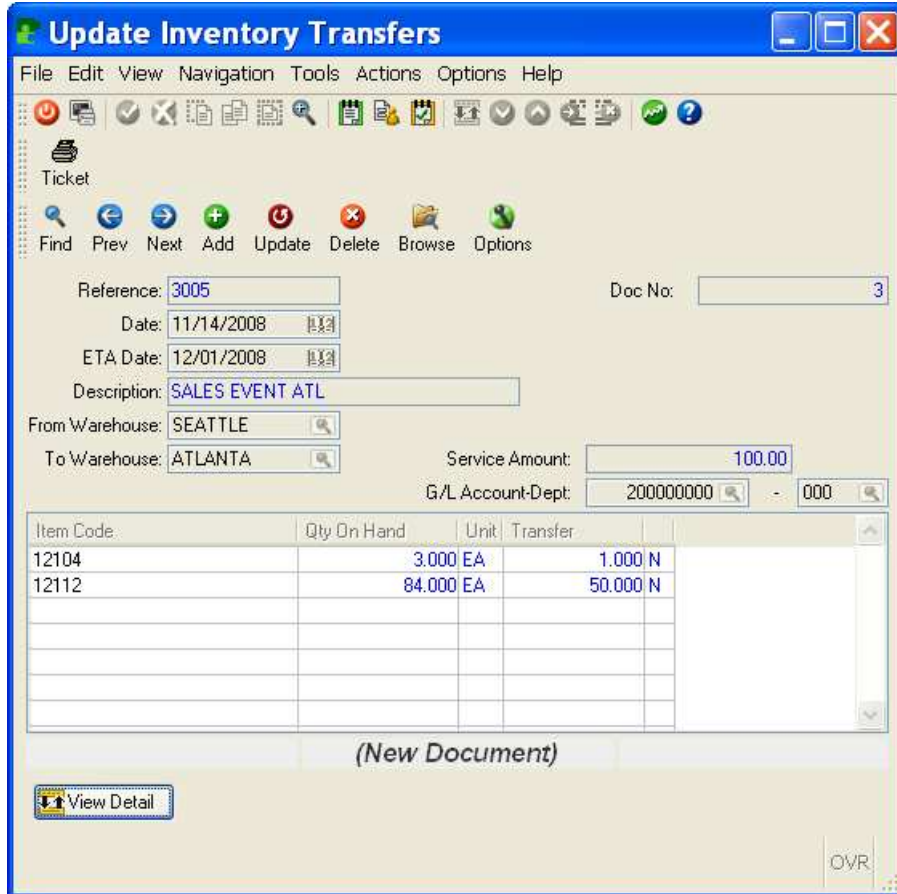 Update Inventory Transfers
File Edit View Navigation Tools Actions Options Help
Ticket
Find Prev Next Add Update Delete Browse Options
Reference: 3005 Doc No: 3
Date: 11/14/2008
ETA Date: 12/01/2008
Description: SALES EVENT ATL
From Warehouse: SEATTLE
To Warehouse: ATLANTA Service Amount: 100.00
G/L Account-Dept: 200000000 - 000
Item Code Qty On Hand Unit Transfer
12104 3.000 EA 1.000 N
12112 84.000 EA 50.000 N
(New Document)
View Detail
OVR